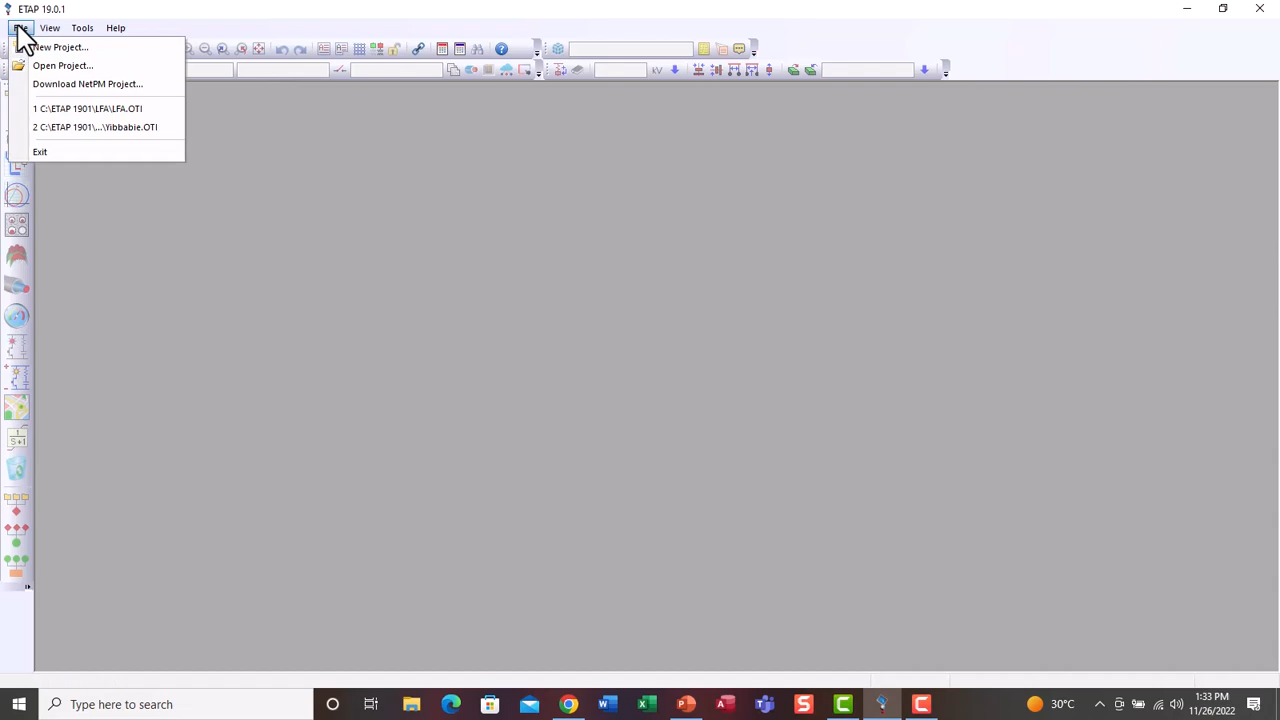 ETAP 19.0.1
View Tools Help
New Project...
Open Project...
Download NetPM Project...
1 C:\ETAP 1901\LFA\LFA.OTI
2 C:\ETAP 1901\...\Yibbabie.OTI
Exit
kV
1
S+1
Type here to search
30°C
1:33 PM
11/26/2022